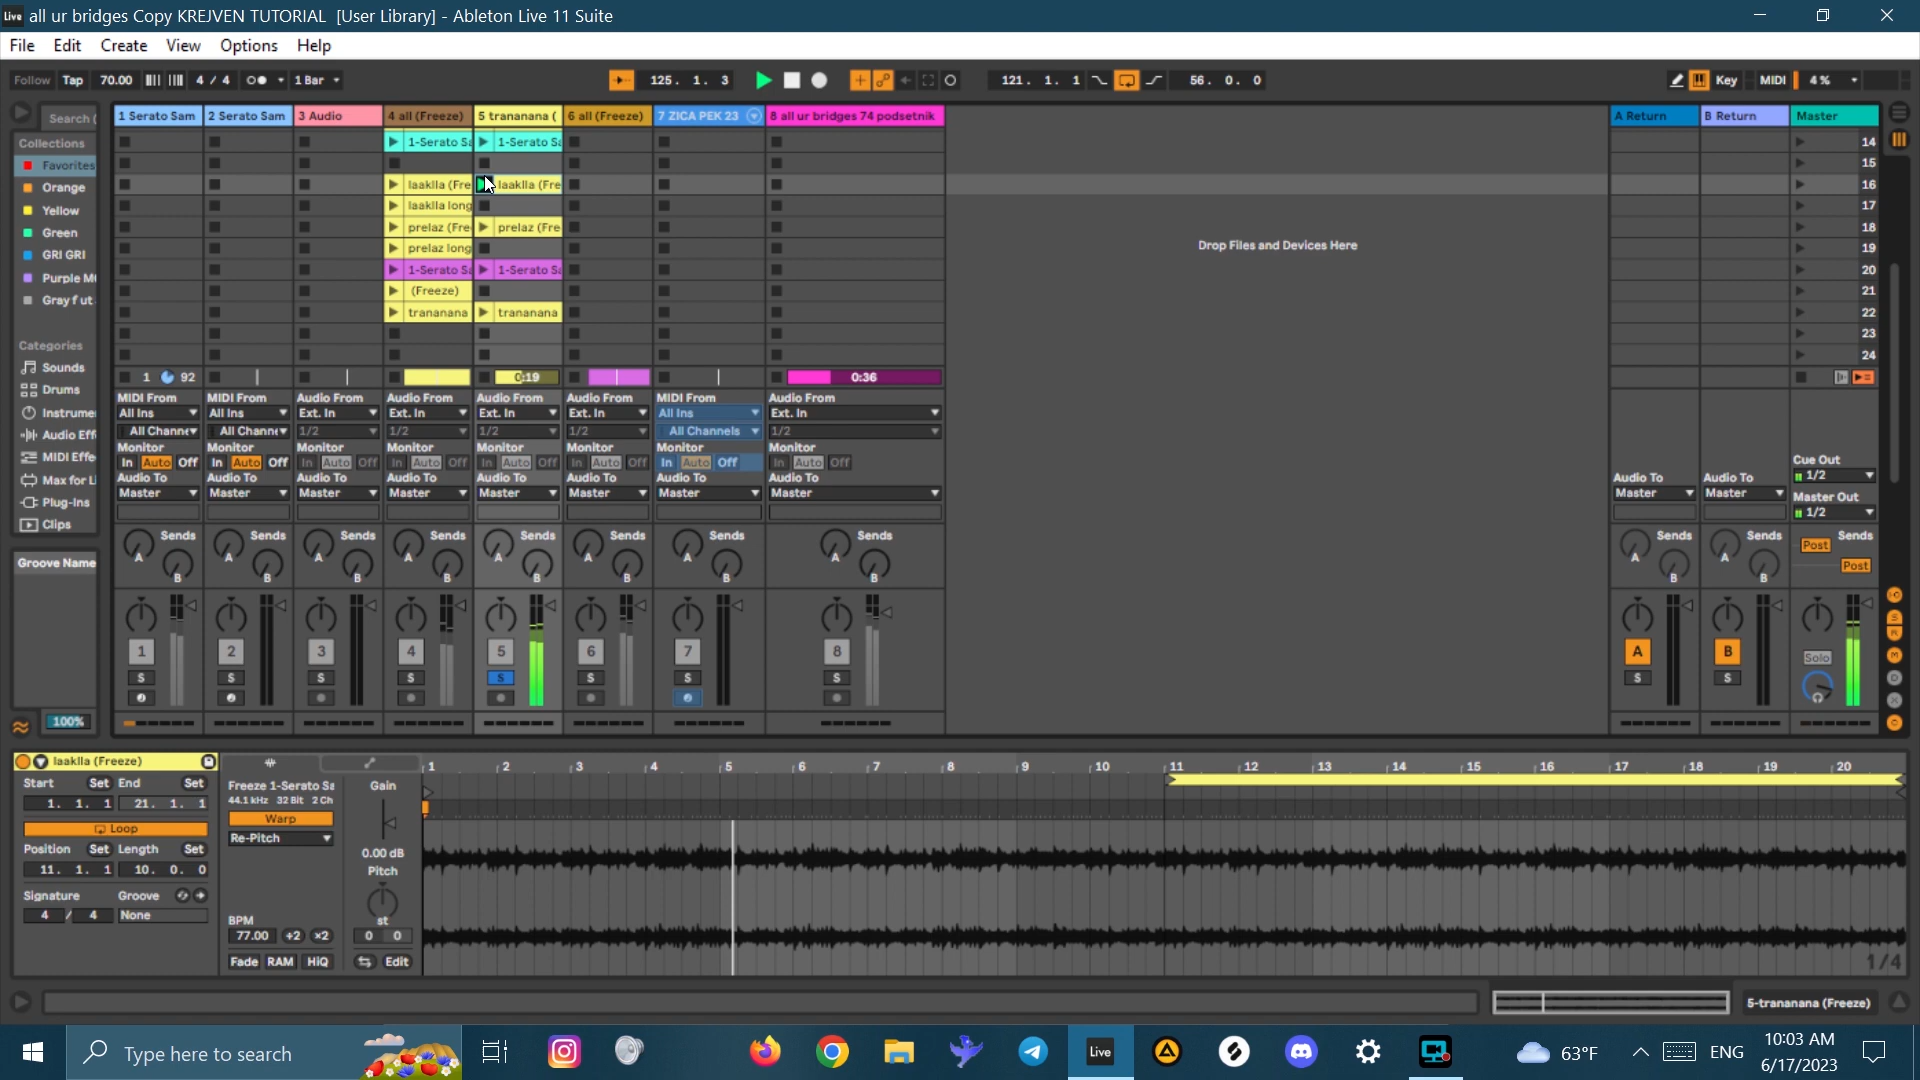 all ur bridges Copy KREJVEN TUTORIAL [User Library] - Ableton Live 11 Suite
File Edit Create View Options Help
Follow Tap 70.00 4 / 4 1 Bar 125. 1. 3 121. 1. 1 56. 0. 0 Key MIDI 4%
Search (
1 Serato Sam 2 Serato Sam 3 Audio 4 all (Freeze) 5 trananana ( 6 all (Freeze) 7 ZICA PEK 23 8 all ur bridges 74 podsetnik A Return B Return Master
Collections
Favorites
Orange
Yellow
Green
GRI GRI
Purple M
Gray f ut
Categories
Sounds
Drums
Instrume
Audio Eff
MIDI Effe
Max for L
Plug-Ins
Clips
Groove Name
100%
1-Serato Sa 1-Serato Sa 14
15
laaklla (Fre laaklla (Fre 16
laaklla long 17
prelaz (Fre prelaz (Fre 18
prelaz long 19
1-Serato Sa 1-Serato Sa 20
(Freeze) 21
trananana trananana 22
23
24
Drop Files and Devices Here
1 92 0:19 0:36
MIDI From MIDI From Audio From Audio From Audio From Audio From MIDI From Audio From
All Ins All Ins Ext. In Ext. In Ext. In Ext. In All Ins Ext. In
All Channe All Channe 1/2 1/2 1/2 1/2 All Channels 1/2
Monitor Monitor Monitor Monitor Monitor Monitor Monitor Monitor
In Auto Off In Auto Off In Auto Off In Auto Off In Auto Off In Auto Off In Auto Off In Auto Off
Audio To Audio To Audio To Audio To Audio To Audio To Audio To Audio To Audio To Audio To
Master Master Master Master Master Master Master Master Master Master
Cue Out
1/2
Master Out
1/2
Sends Sends Sends Sends Sends Sends Sends Sends Sends Sends Sends
A A A A A A A A A A Post
B B B B B B B B B B Post
1 2 3 4 5 6 7 8 A B Solo
S S S S S S S S S S
laaklla (Freeze)
Start Set End Set
1. 1. 1 21. 1. 1
Loop
Position Set Length Set
11. 1. 1 10. 0. 0
Signature Groove
4 / 4 None
Freeze 1-Serato Sa
44.1 kHz 32 Bit 2 Ch
Warp
Re-Pitch
BPM
77.00 ÷2 ×2
Fade RAM HiQ
Gain
0.00 dB
Pitch
st
0 0
Edit
1 2 3 4 5 6 7 8 9 10 11 12 13 14 15 16 17 18 19 20
1/4
5-trananana (Freeze)
Type here to search
Live
63°F
ENG
10:03 AM
6/17/2023